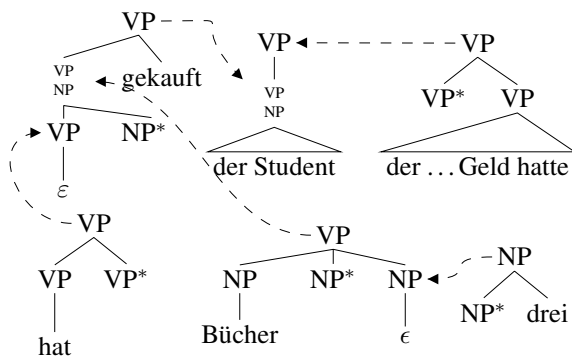 VP VP VP
VP
NP gekauft
VP
NP VP* VP
VP NP* der Student der … Geld hatte
ε
VP VP NP
VP VP* NP NP* NP NP* drei
hat Bücher ϵ